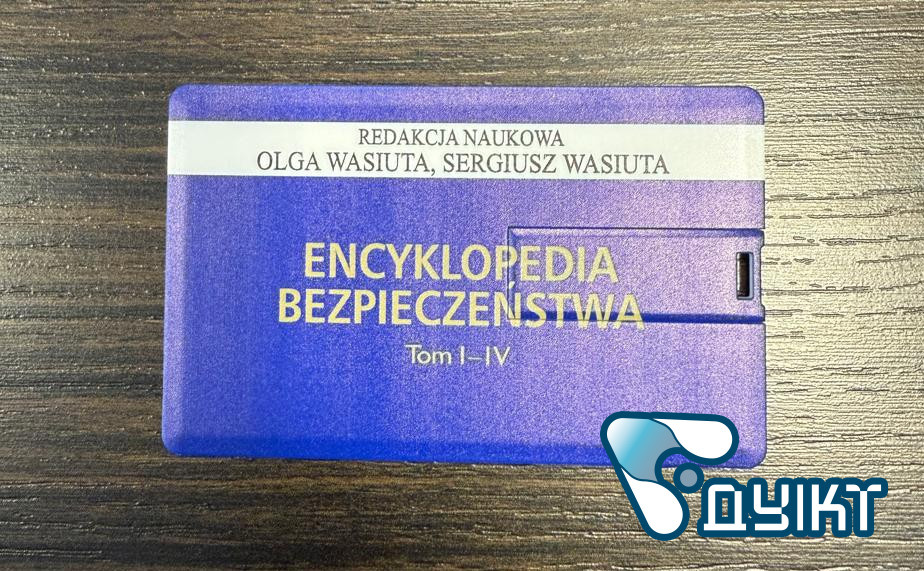 REDAKCJA NAUKOWA
OLGA WASIUTA, SERGIUSZ WASIUTA
ENCYKLOPEDIA
BEZPIECZEŃSTWA
Tom I–IV
ДУІКТ